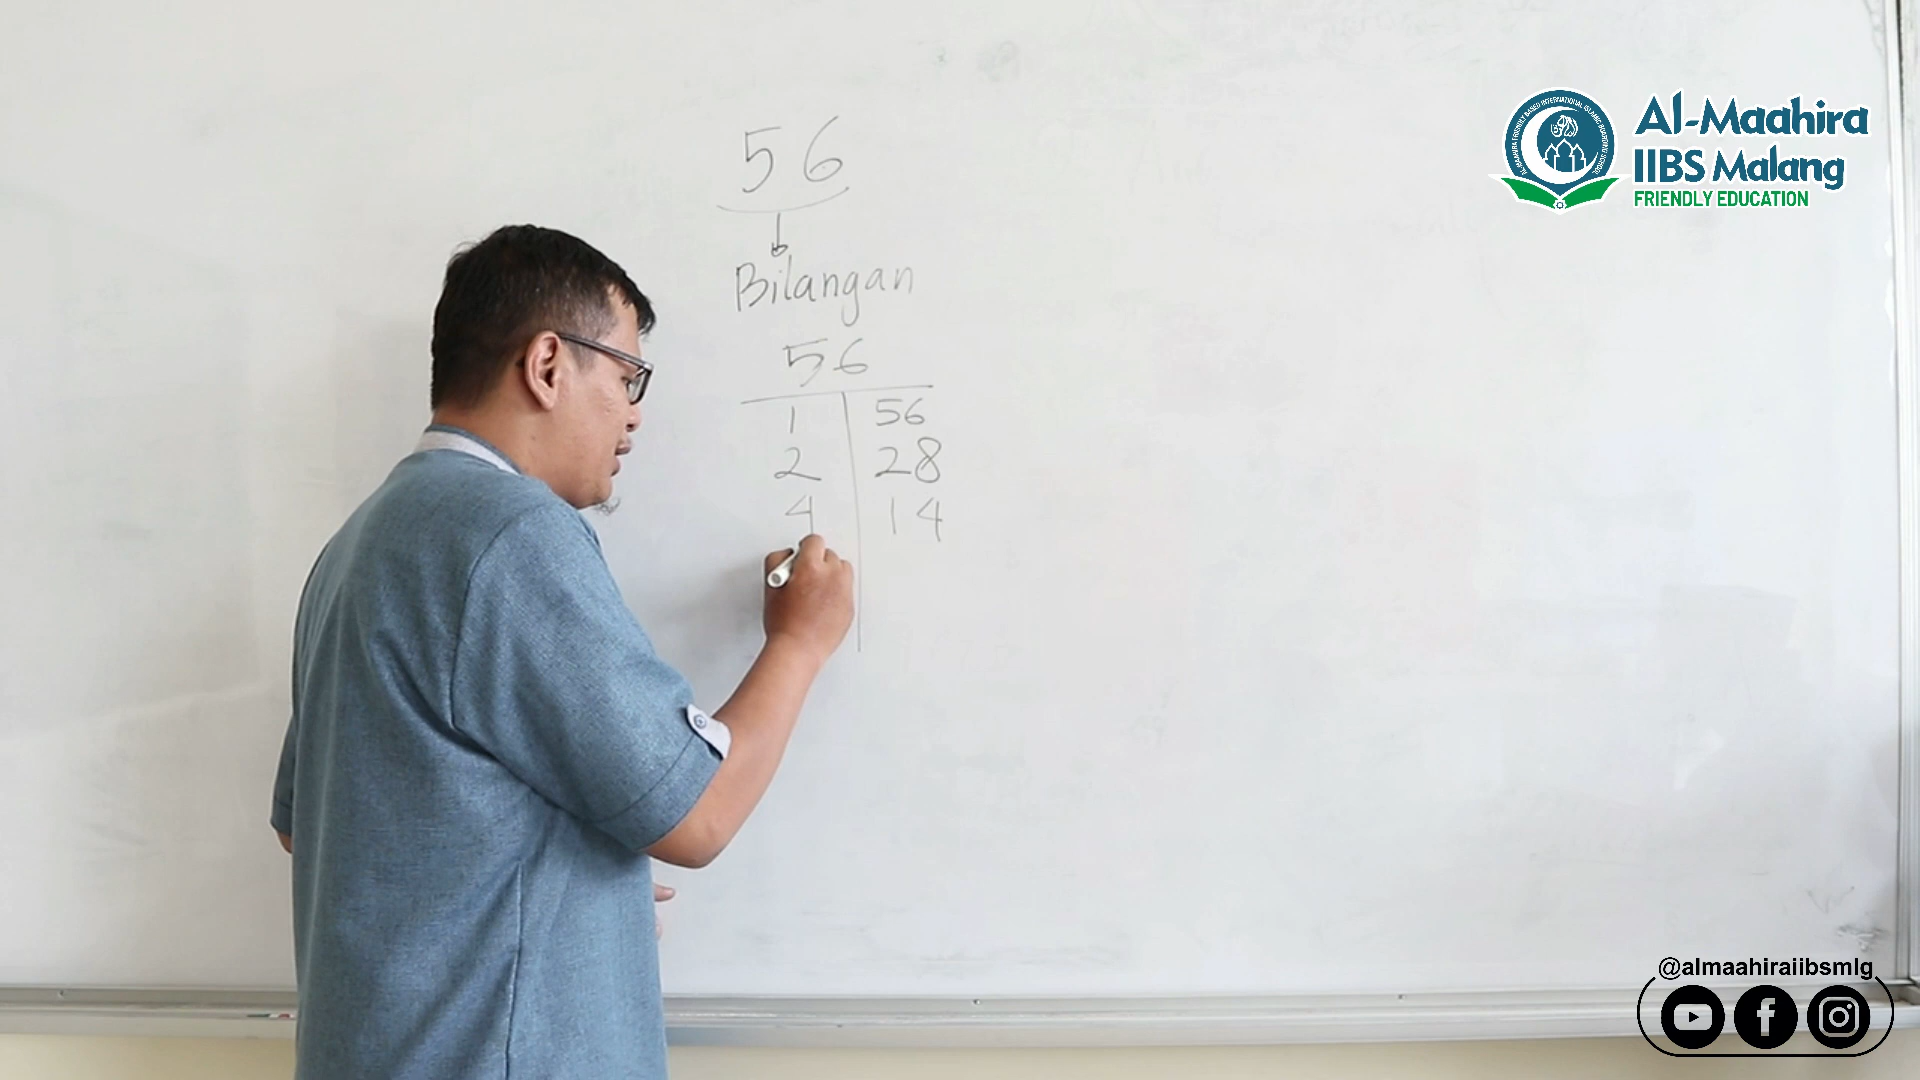 56
Bilangan
56
1 56
2 28
4 14
Al-Maahira
IIBS Malang
FRIENDLY EDUCATION
@almaahiraiibsmlg